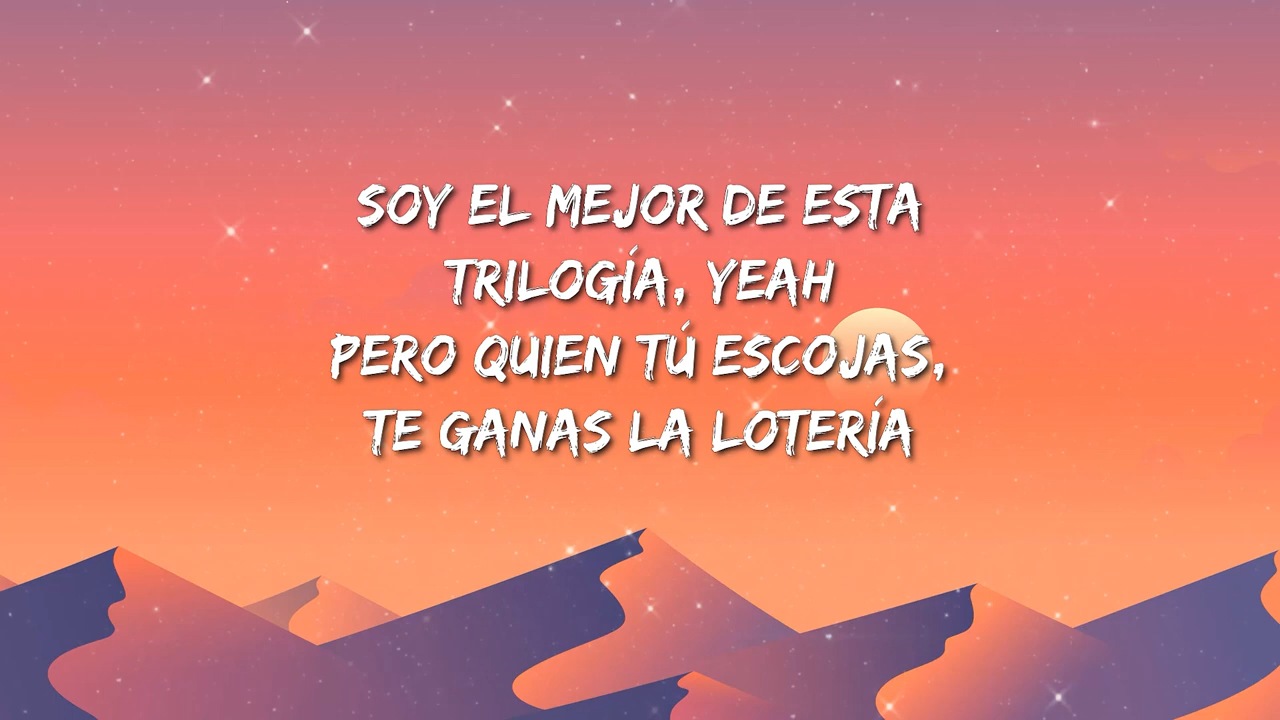 SOY EL MEJOR DE ESTA
TRILOGÍA, YEAH
PERO QUIEN TÚ ESCOJAS,
TE GANAS LA LOTERÍA